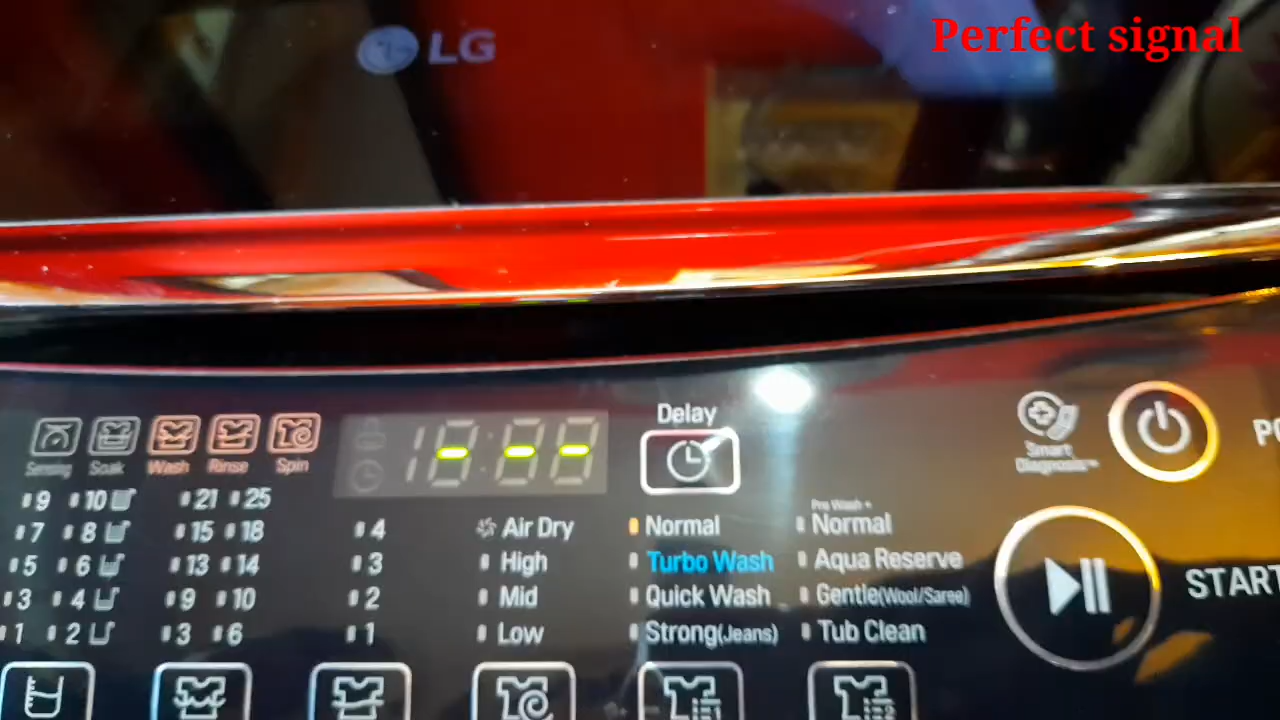 Perfect signal
LG
Delay
Smart
Diagnosis™
Sensing Soak Wash Rinse Spin
9 10 21 25
Pre Wash +
4 Air Dry Normal Normal
7 8 15 18
5 6 13 14 3 High Turbo Wash Aqua Reserve
3 4 9 10 2 Mid Quick Wash Gentle(Wool/Saree)
1 2 3 6 1 Low Strong(Jeans) Tub Clean
START